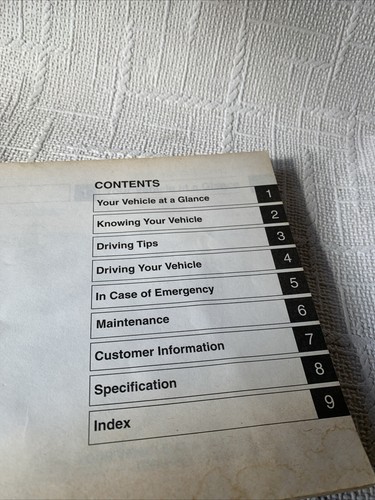 CONTENTS
Your Vehicle at a Glance 1
Knowing Your Vehicle 2
Driving Tips 3
Driving Your Vehicle 4
In Case of Emergency 5
Maintenance 6
Customer Information 7
Specification 8
Index 9